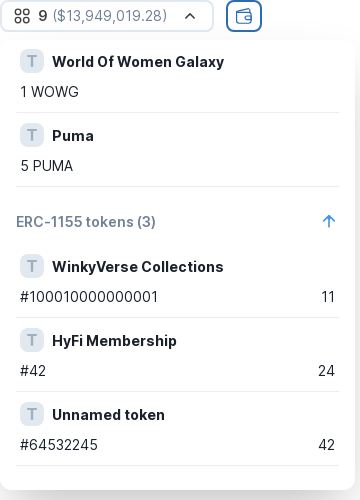 9 ($13,949,019.28)
T World Of Women Galaxy
1 WOWG
T Puma
5 PUMA
ERC-1155 tokens (3)
T WinkyVerse Collections
#100010000000001 11
T HyFi Membership
#42 24
T Unnamed token
#64532245 42